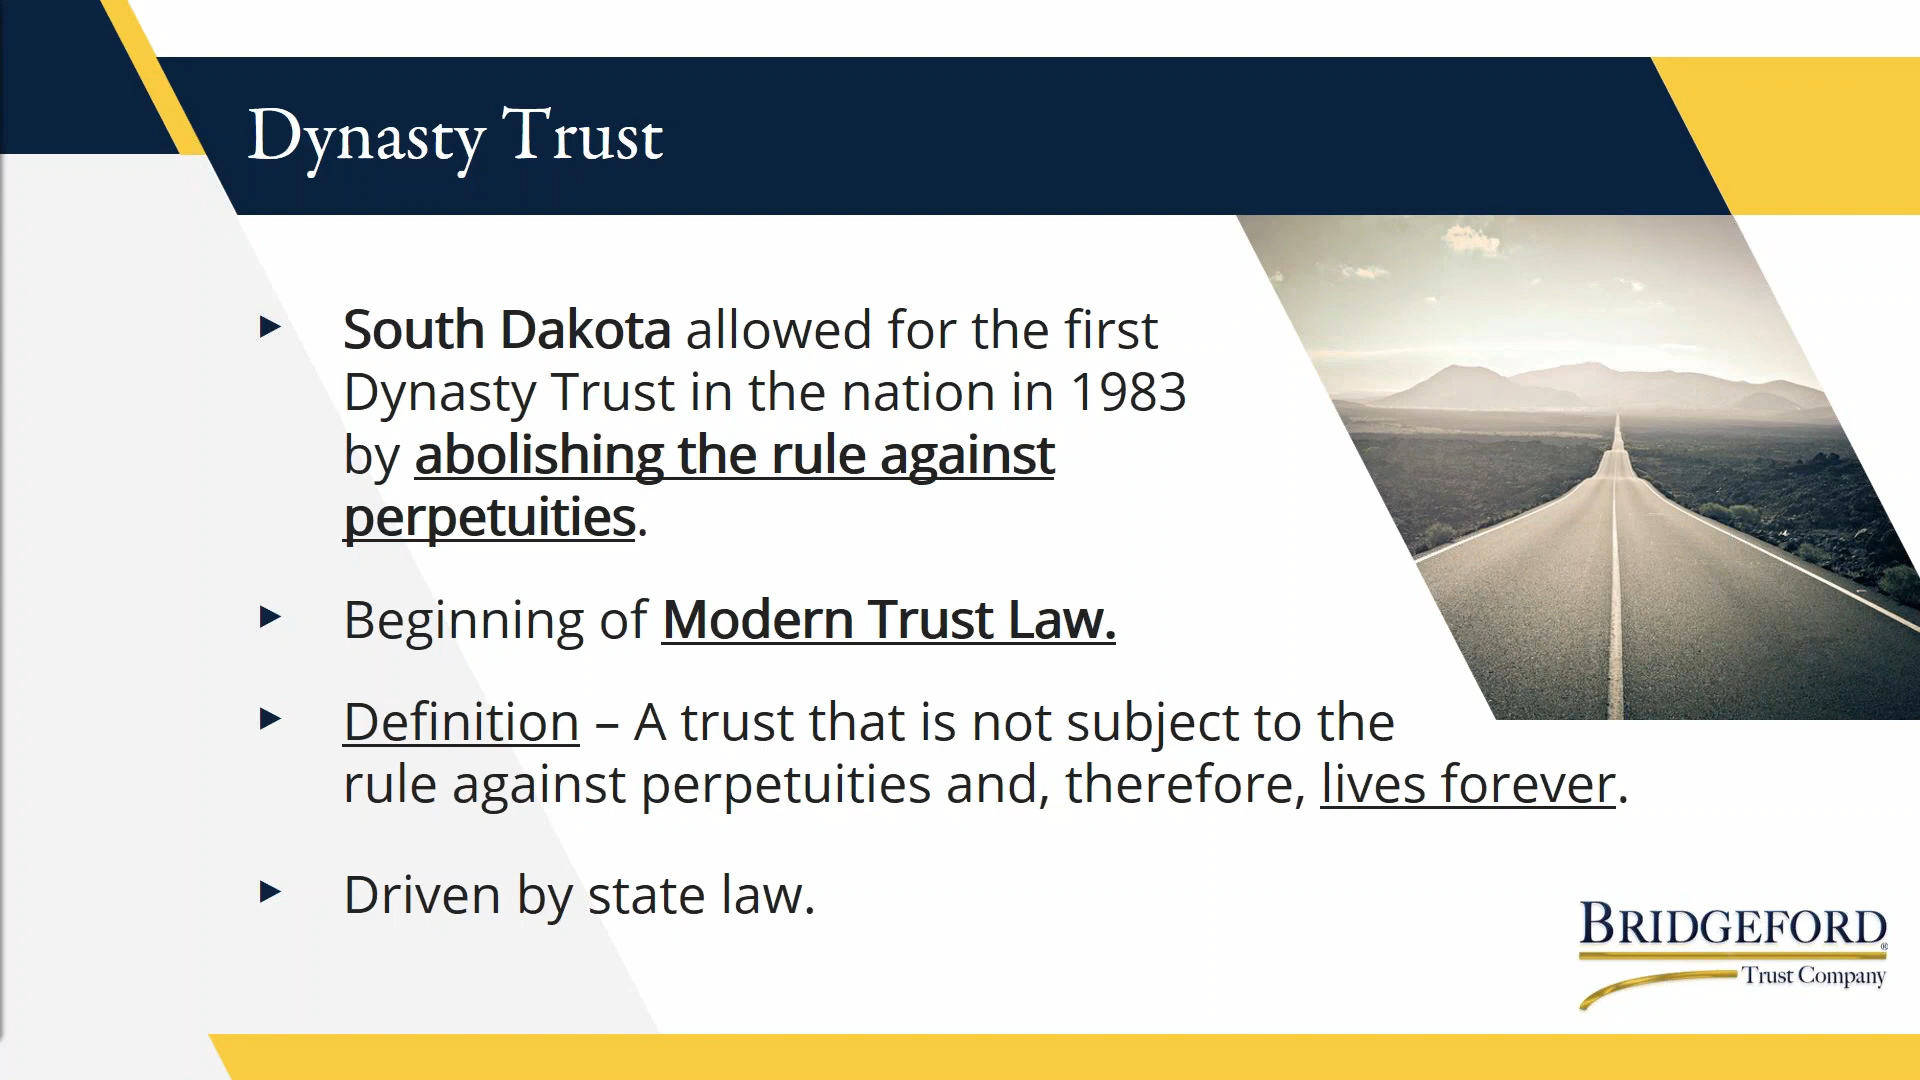 Dynasty Trust
South Dakota allowed for the first
Dynasty Trust in the nation in 1983
by abolishing the rule against
perpetuities.
Beginning of Modern Trust Law.
Definition – A trust that is not subject to the
rule against perpetuities and, therefore, lives forever.
Driven by state law.
BRIDGEFORD®
Trust Company